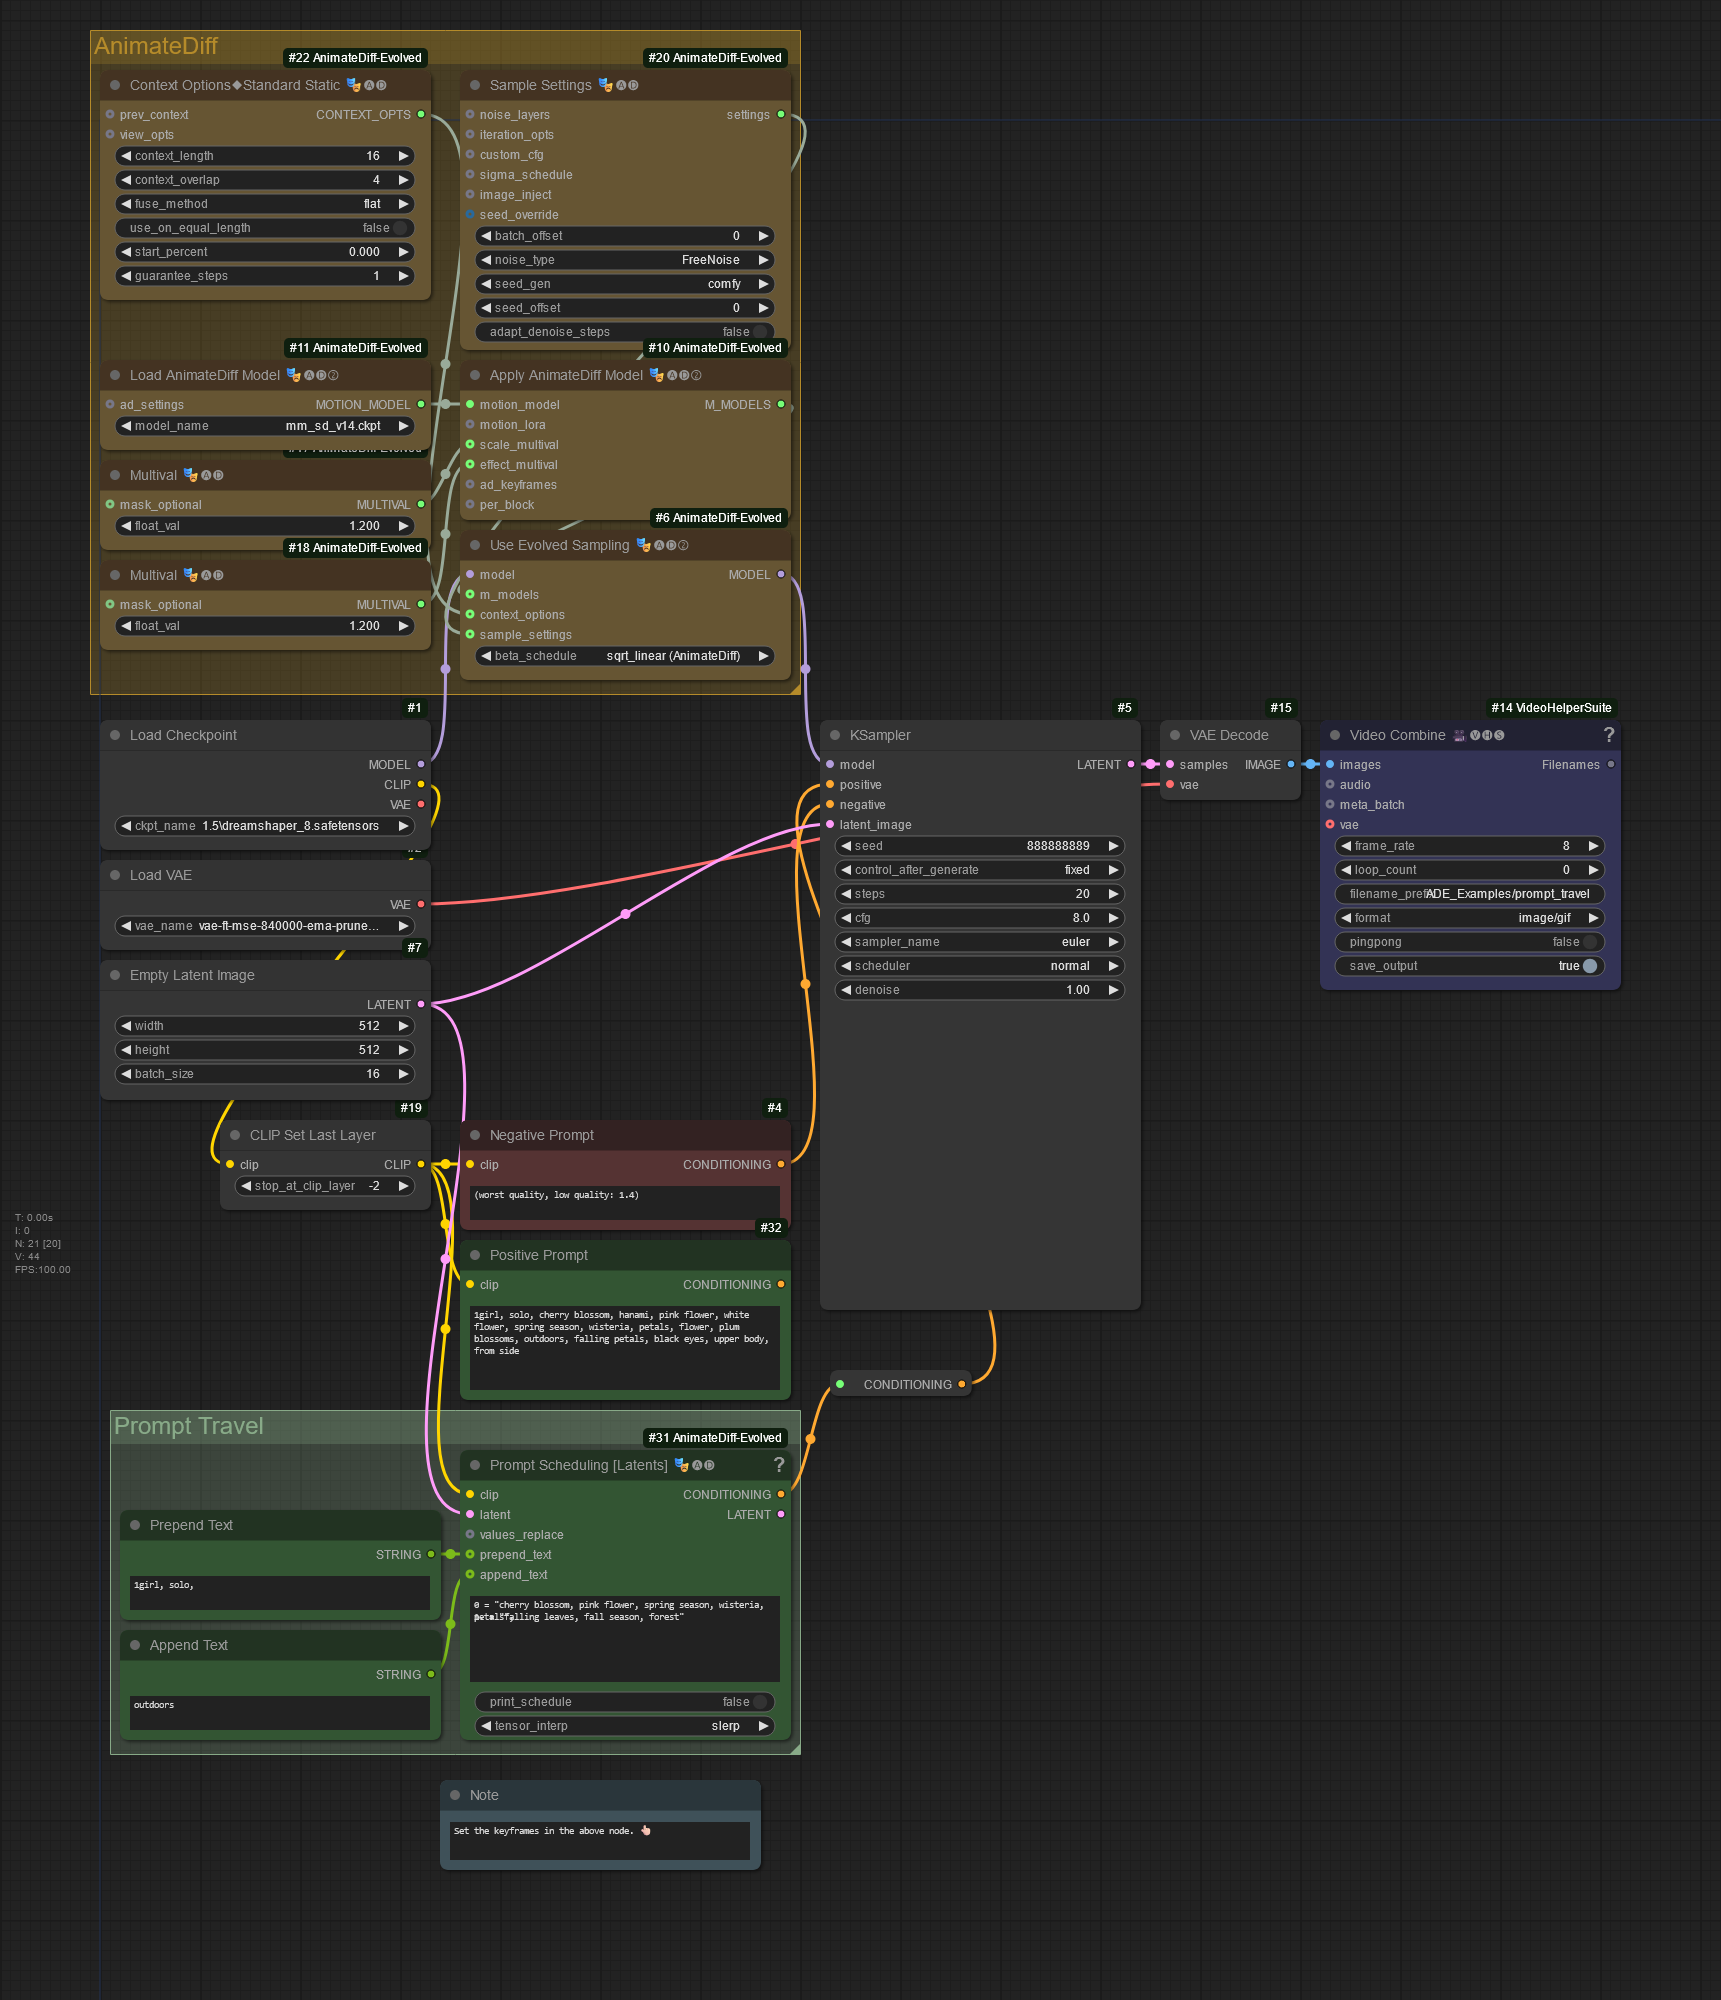 AnimateDiff
#22 AnimateDiff-Evolved
Context Options◆Standard Static 🎭🅐🅓
prev_context CONTEXT_OPTS
view_opts
context_length 16
context_overlap 4
fuse_method flat
use_on_equal_length false
start_percent 0.000
guarantee_steps 1
#20 AnimateDiff-Evolved
Sample Settings 🎭🅐🅓
noise_layers settings
iteration_opts
custom_cfg
sigma_schedule
image_inject
seed_override
batch_offset 0
noise_type FreeNoise
seed_gen comfy
seed_offset 0
adapt_denoise_steps false
#11 AnimateDiff-Evolved
Load AnimateDiff Model 🎭🅐🅓②
ad_settings MOTION_MODEL
model_name mm_sd_v14.ckpt
#10 AnimateDiff-Evolved
Apply AnimateDiff Model 🎭🅐🅓②
motion_model M_MODELS
motion_lora
scale_multival
effect_multival
ad_keyframes
per_block
Multival 🎭🅐🅓
mask_optional MULTIVAL
float_val 1.200
#18 AnimateDiff-Evolved
Multival 🎭🅐🅓
mask_optional MULTIVAL
float_val 1.200
#6 AnimateDiff-Evolved
Use Evolved Sampling 🎭🅐🅓②
model MODEL
m_models
context_options
sample_settings
beta_schedule sqrt_linear (AnimateDiff)
#1
Load Checkpoint
MODEL
CLIP
VAE
ckpt_name 1.5\dreamshaper_8.safetensors
Load VAE
VAE
vae_name vae-ft-mse-840000-ema-prune...
#7
Empty Latent Image
LATENT
width 512
height 512
batch_size 16
#5
KSampler
model LATENT
positive
negative
latent_image
seed 888888889
control_after_generate fixed
steps 20
cfg 8.0
sampler_name euler
scheduler normal
denoise 1.00
#15
VAE Decode
samples IMAGE
vae
#14 VideoHelperSuite
Video Combine 🎥🅥🅗🅢 ?
images Filenames
audio
meta_batch
vae
frame_rate 8
loop_count 0
filename_pref ADE_Examples/prompt_travel
format image/gif
pingpong false
save_output true
#19
CLIP Set Last Layer
clip CLIP
stop_at_clip_layer -2
#4
Negative Prompt
clip CONDITIONING
(worst quality, low quality: 1.4)
#32
Positive Prompt
clip CONDITIONING
1girl, solo, cherry blossom, hanami, pink flower, white
flower, spring season, wisteria, petals, flower, plum
blossoms, outdoors, falling petals, black eyes, upper body,
from side
T: 0.00s
I: 0
N: 21 [20]
V: 44
FPS:100.00
CONDITIONING
Prompt Travel
#31 AnimateDiff-Evolved
Prompt Scheduling [Latents] 🎭🅐🅓 ?
clip CONDITIONING
latent LATENT
values_replace
prepend_text
append_text
0 = "cherry blossom, pink flower, spring season, wisteria,
falling leaves, fall season, forest"
print_schedule false
tensor_interp slerp
Prepend Text
STRING
1girl, solo,
Append Text
STRING
outdoors
Note
Set the keyframes in the above node. 👆🏻